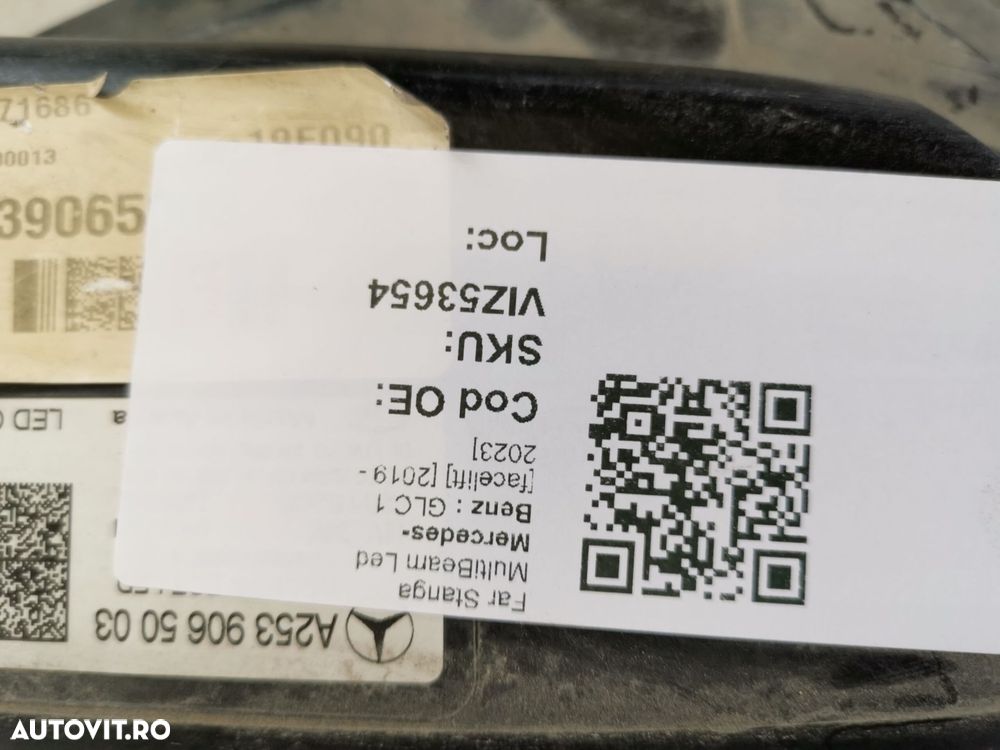 Far Stanga
MultiBeam Led
Mercedes-
Benz : GLC 1
[facelift] [2019 -
2023]
Cod OE:
SKU:
VIZ53654
Loc:
A253 906 50 03
LED
a
71686
19E090
00013
39065
AUTOVIT.RO